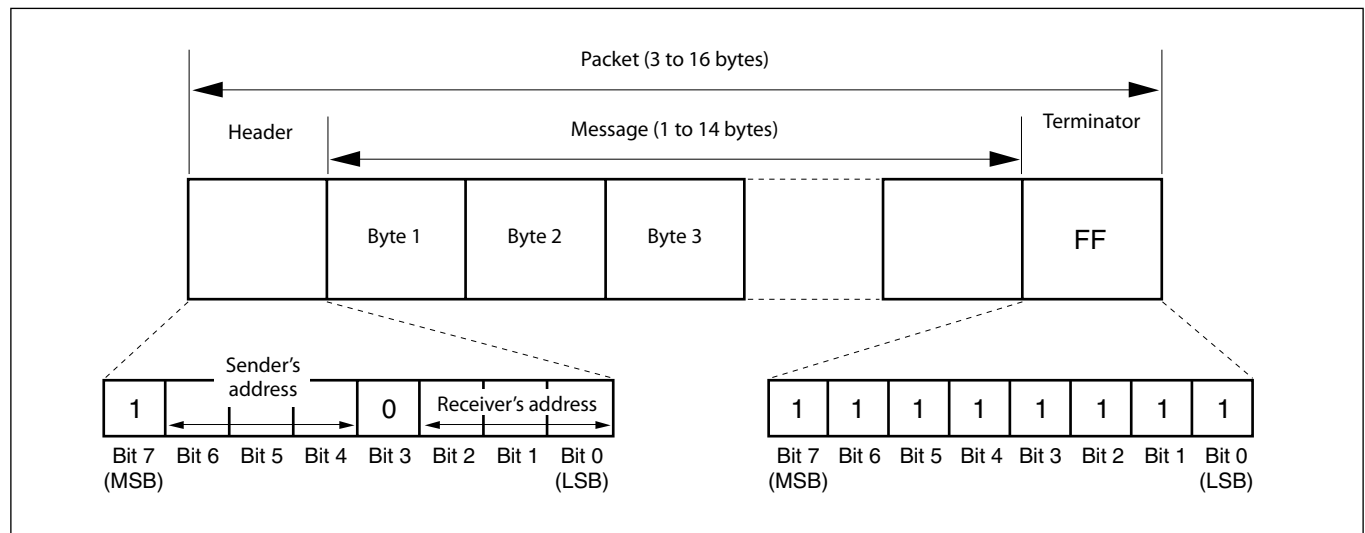 Packet (3 to 16 bytes)
Header
Message (1 to 14 bytes)
Terminator
Byte 1 Byte 2 Byte 3 FF
Sender's
address
1 0 Receiver's address
Bit 7 Bit 6 Bit 5 Bit 4 Bit 3 Bit 2 Bit 1 Bit 0
(MSB) (LSB)
1 1 1 1 1 1 1 1
Bit 7 Bit 6 Bit 5 Bit 4 Bit 3 Bit 2 Bit 1 Bit 0
(MSB) (LSB)